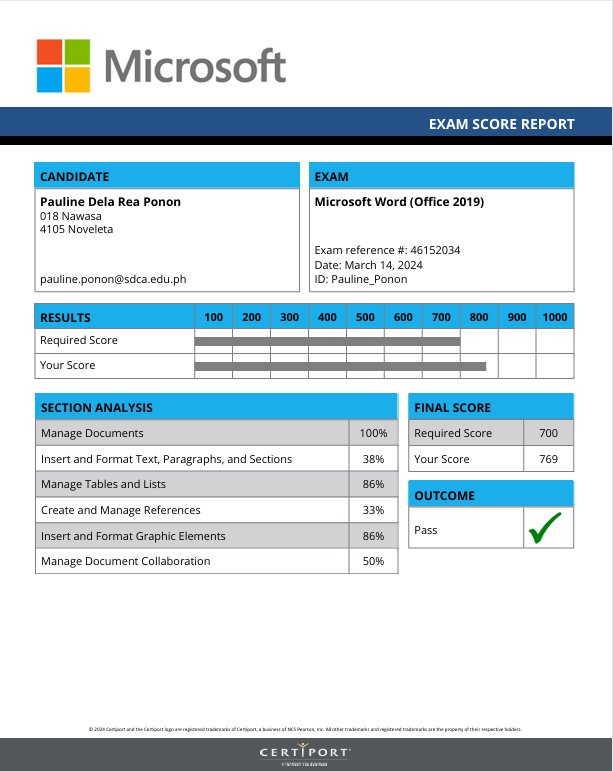 Microsoft
EXAM SCORE REPORT
CANDIDATE
Pauline Dela Rea Ponon
018 Nawasa
4105 Noveleta
pauline.ponon@sdca.edu.ph
EXAM
Microsoft Word (Office 2019)
Exam reference #: 46152034
Date: March 14, 2024
ID: Pauline_Ponon
RESULTS 100 200 300 400 500 600 700 800 900 1000
Required Score
Your Score
SECTION ANALYSIS
Manage Documents 100%
Insert and Format Text, Paragraphs, and Sections 38%
Manage Tables and Lists 86%
Create and Manage References 33%
Insert and Format Graphic Elements 86%
Manage Document Collaboration 50%
FINAL SCORE
Required Score 700
Your Score 769
OUTCOME
Pass
© 2024 Certiport and the Certiport logo are registered trademarks of Certiport, a business of NCS Pearson, Inc. All other trademarks and registered trademarks are the property of their respective holders.
CERTIPORT